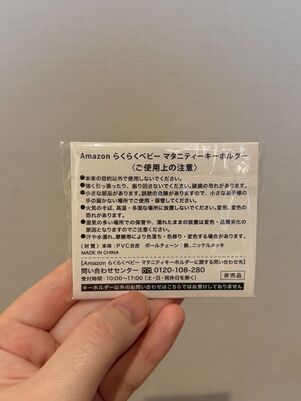 Amazon らくらくベビー マタニティーキーホルダー
〈ご使用上の注意〉
●本来の目的以外で使用しないでください。
●強く引っ張ったり、振り回さないでください。破損の恐れがあります。
●小さな部品があります。誤飲の危険がありますので、小さなお子様の
手の届かない場所でご使用・保管してください。
●火気のそば、高温・多湿な場所に放置しないでください。変形、変色の
恐れがあります。
●湿気の多い場所での保管や、濡れたままの放置は変色・品質劣化の
原因となりますのでご注意ください。
●汗や水濡れ、摩擦等により色落ち・色移り・変色する場合があります。
〈材質〉本体:PVC合皮 ボールチェーン:鉄、ニッケルメッキ
MADE IN CHINA
[Amazon らくらくベビー マタニティキーホルダーに関する問い合わせ先]
問い合わせセンター 0120-108-280
受付時間:10:00〜17:00(土・日・祝休日を除く)
非売品
キーホルダー以外のお問い合わせはこちらではお受けしておりません